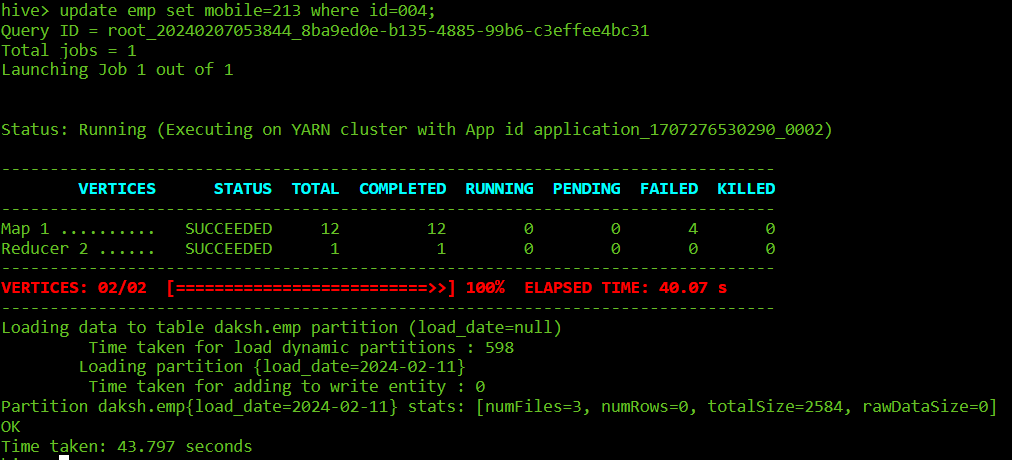 hive> update emp set mobile=213 where id=004;
Query ID = root_20240207053844_8ba9ed0e-b135-4885-99b6-c3effee4bc31
Total jobs = 1
Launching Job 1 out of 1
Status: Running (Executing on YARN cluster with App id application_1707276530290_0002)
--------------------------------------------------------------------------------
VERTICES STATUS TOTAL COMPLETED RUNNING PENDING FAILED KILLED
--------------------------------------------------------------------------------
Map 1 .......... SUCCEEDED 12 12 0 0 4 0
Reducer 2 ...... SUCCEEDED 1 1 0 0 0 0
--------------------------------------------------------------------------------
VERTICES: 02/02 [==========================>>] 100% ELAPSED TIME: 40.07 s
--------------------------------------------------------------------------------
Loading data to table daksh.emp partition (load_date=null)
Time taken for load dynamic partitions : 598
Loading partition {load_date=2024-02-11}
Time taken for adding to write entity : 0
Partition daksh.emp{load_date=2024-02-11} stats: [numFiles=3, numRows=0, totalSize=2584, rawDataSize=0]
OK
Time taken: 43.797 seconds